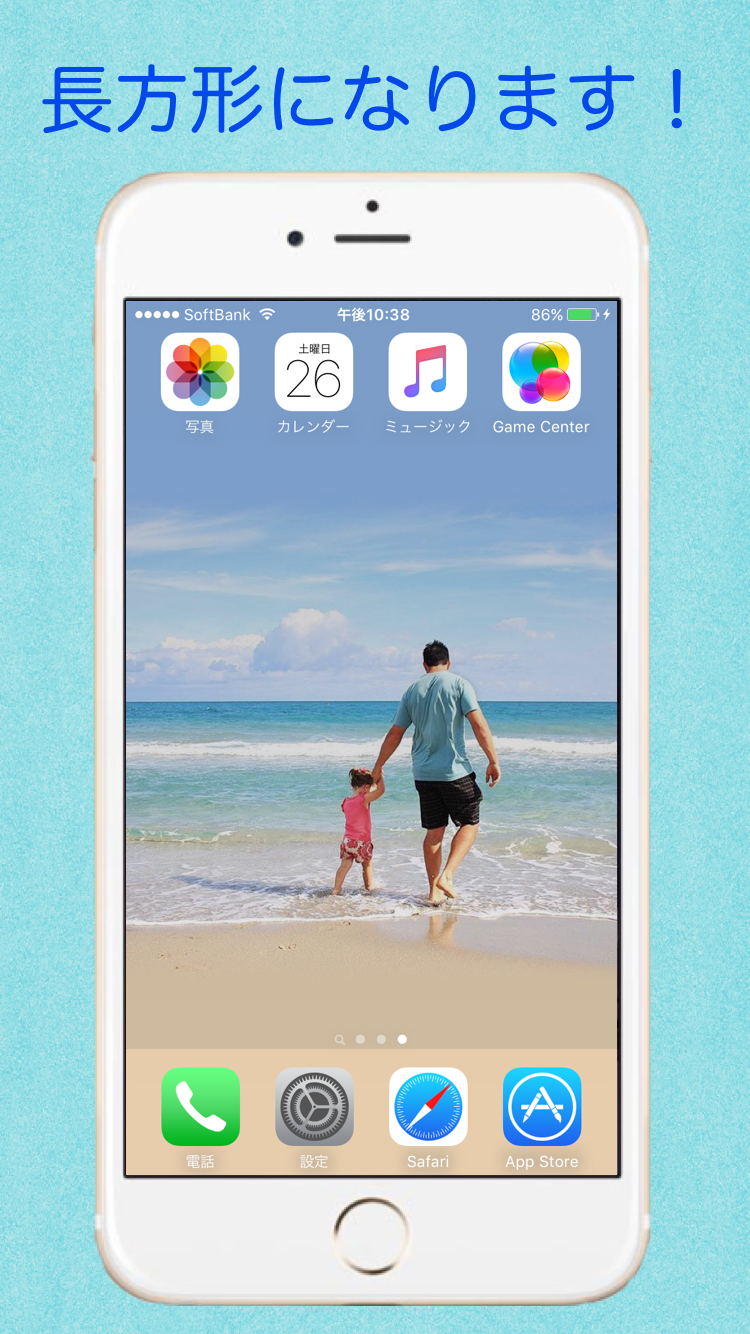 長方形になります！
SoftBank 午後10:38 86%
土曜日
26
写真 カレンダー ミュージック Game Center
電話 設定 Safari App Store